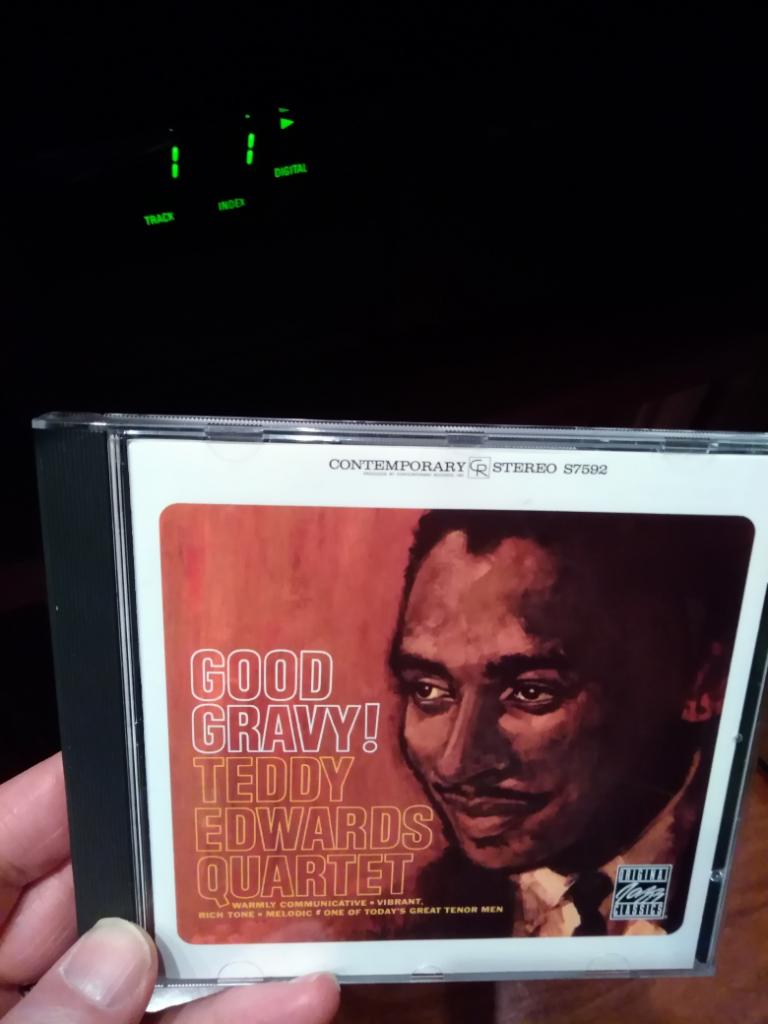 1 1
DIGITAL
TRACK INDEX
CONTEMPORARY CR STEREO S7592
GOOD
GRAVY!
TEDDY
EDWARDS
QUARTET
WARMLY COMMUNICATIVE • VIBRANT,
RICH TONE • MELODIC • ONE OF TODAY'S GREAT TENOR MEN
ORIGINAL
Jazz
CLASSICS